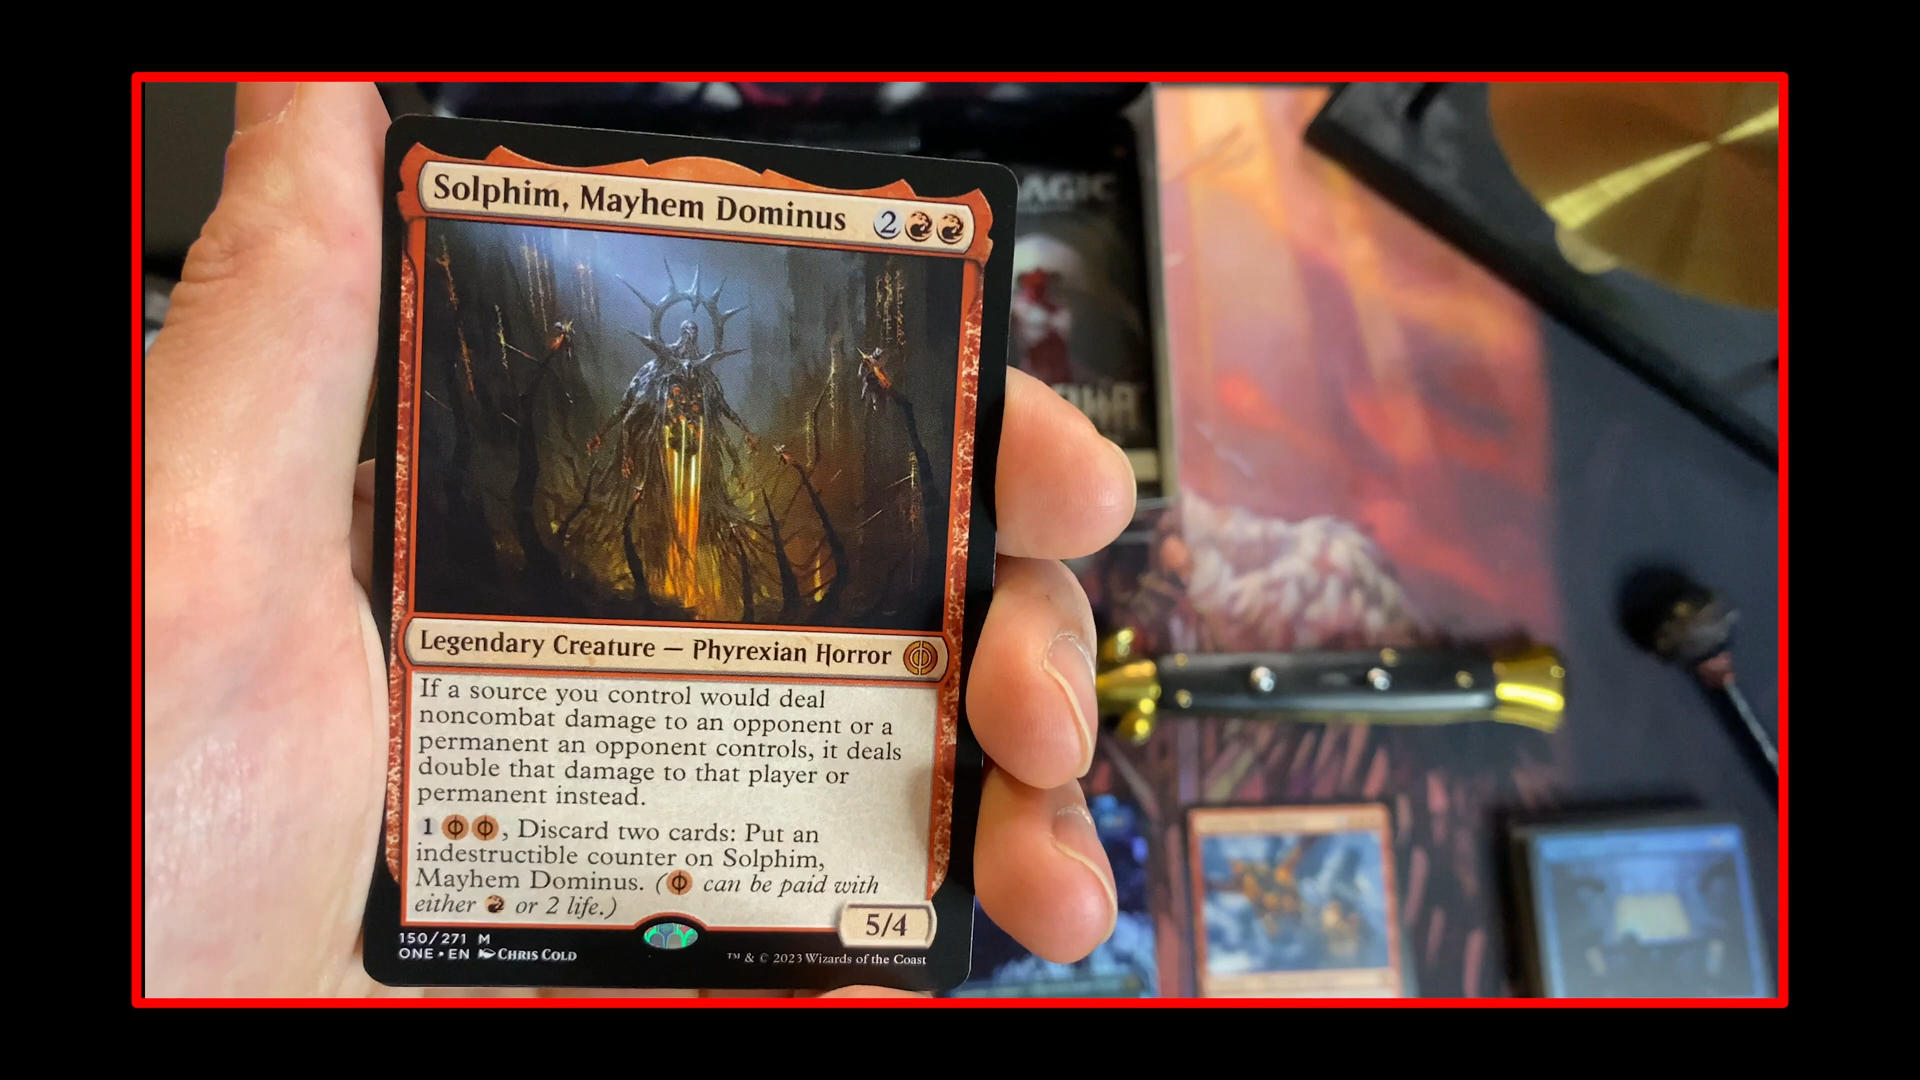 Solphim, Mayhem Dominus 2
Legendary Creature — Phyrexian Horror
If a source you control would deal
noncombat damage to an opponent or a
permanent an opponent controls, it deals
double that damage to that player or
permanent instead.
1 , Discard two cards: Put an
indestructible counter on Solphim,
Mayhem Dominus. ( can be paid with
either or 2 life.)
5/4
150/271 M
ONE • EN CHRIS COLD
™ & © 2023 Wizards of the Coast
MAGIC